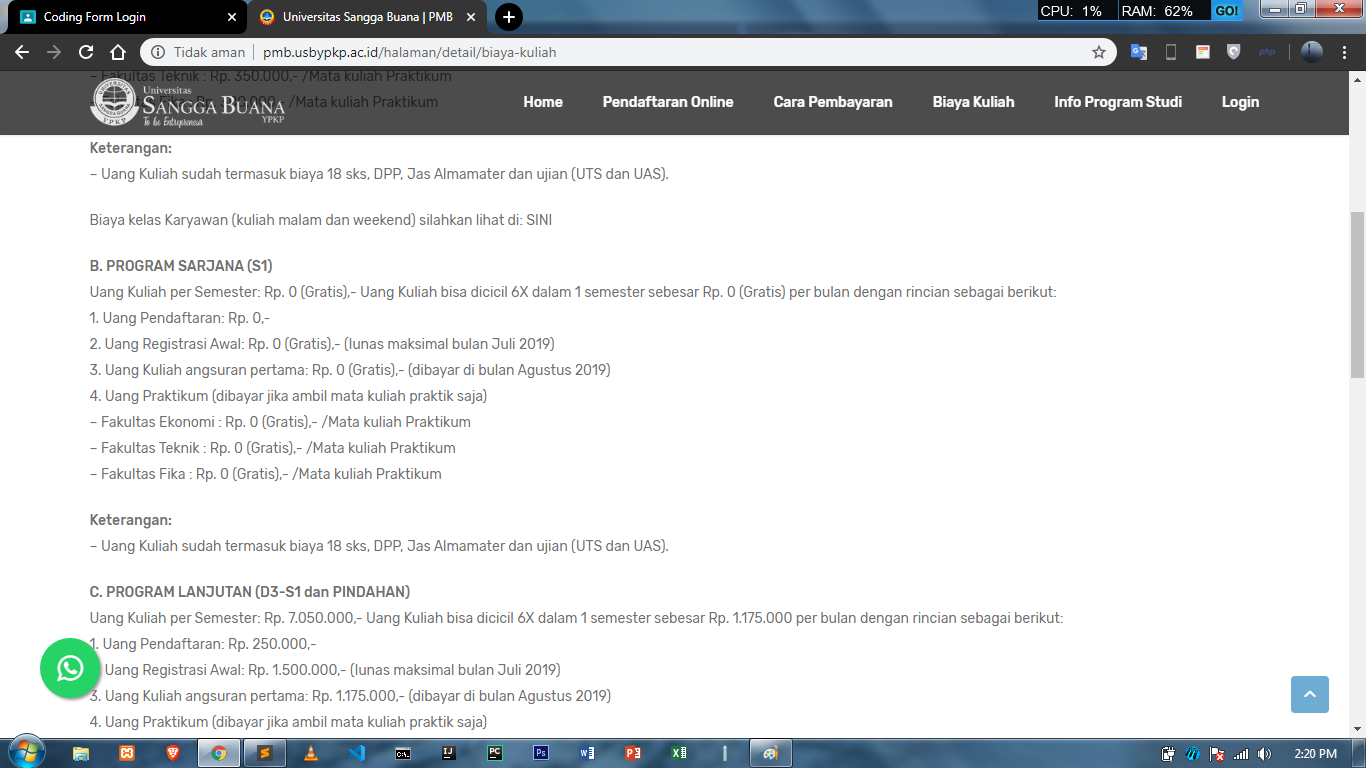 Coding Form Login
Universitas Sangga Buana | PMB
CPU: 1% RAM: 62% GO!
Tidak aman | pmb.usbypkp.ac.id/halaman/detail/biaya-kuliah
php
– Fakultas Teknik : Rp. 350.000,- /Mata kuliah Praktikum
/Mata kuliah Praktikum
Universitas
SANGGA BUANA
To be Entrepreneur
YPKP
Home Pendaftaran Online Cara Pembayaran Biaya Kuliah Info Program Studi Login
Keterangan:
– Uang Kuliah sudah termasuk biaya 18 sks, DPP, Jas Almamater dan ujian (UTS dan UAS).
Biaya kelas Karyawan (kuliah malam dan weekend) silahkan lihat di: SINI
B. PROGRAM SARJANA (S1)
Uang Kuliah per Semester: Rp. 0 (Gratis),- Uang Kuliah bisa dicicil 6X dalam 1 semester sebesar Rp. 0 (Gratis) per bulan dengan rincian sebagai berikut:
1. Uang Pendaftaran: Rp. 0,-
2. Uang Registrasi Awal: Rp. 0 (Gratis),- (lunas maksimal bulan Juli 2019)
3. Uang Kuliah angsuran pertama: Rp. 0 (Gratis),- (dibayar di bulan Agustus 2019)
4. Uang Praktikum (dibayar jika ambil mata kuliah praktik saja)
– Fakultas Ekonomi : Rp. 0 (Gratis),- /Mata kuliah Praktikum
– Fakultas Teknik : Rp. 0 (Gratis),- /Mata kuliah Praktikum
– Fakultas Fika : Rp. 0 (Gratis),- /Mata kuliah Praktikum
Keterangan:
– Uang Kuliah sudah termasuk biaya 18 sks, DPP, Jas Almamater dan ujian (UTS dan UAS).
C. PROGRAM LANJUTAN (D3-S1 dan PINDAHAN)
Uang Kuliah per Semester: Rp. 7.050.000,- Uang Kuliah bisa dicicil 6X dalam 1 semester sebesar Rp. 1.175.000 per bulan dengan rincian sebagai berikut:
1. Uang Pendaftaran: Rp. 250.000,-
Uang Registrasi Awal: Rp. 1.500.000,- (lunas maksimal bulan Juli 2019)
3. Uang Kuliah angsuran pertama: Rp. 1.175.000,- (dibayar di bulan Agustus 2019)
4. Uang Praktikum (dibayar jika ambil mata kuliah praktik saja)
2:20 PM